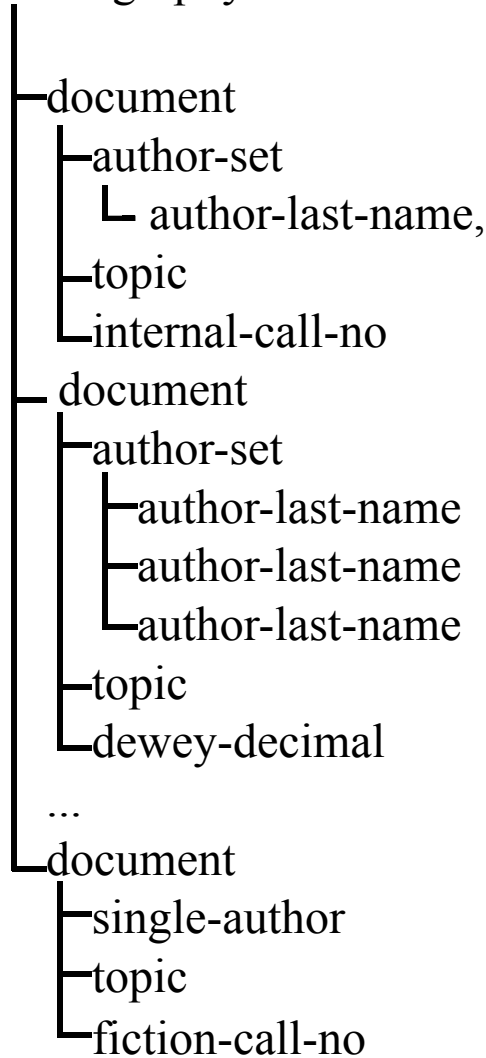 document
author-set
author-last-name,
topic
internal-call-no
document
author-set
author-last-name
author-last-name
author-last-name
topic
dewey-decimal
...
document
single-author
topic
fiction-call-no